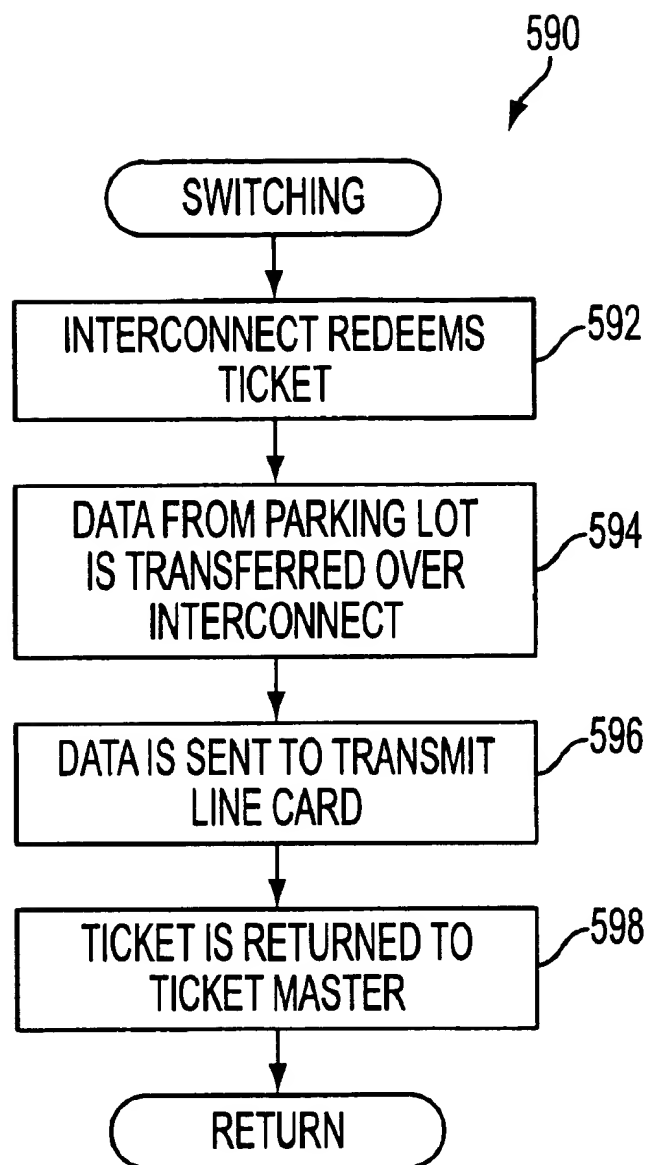 590
SWITCHING
INTERCONNECT REDEEMS
TICKET
592
DATA FROM PARKING LOT
IS TRANSFERRED OVER
INTERCONNECT
594
DATA IS SENT TO TRANSMIT
LINE CARD
596
TICKET IS RETURNED TO
TICKET MASTER
598
RETURN